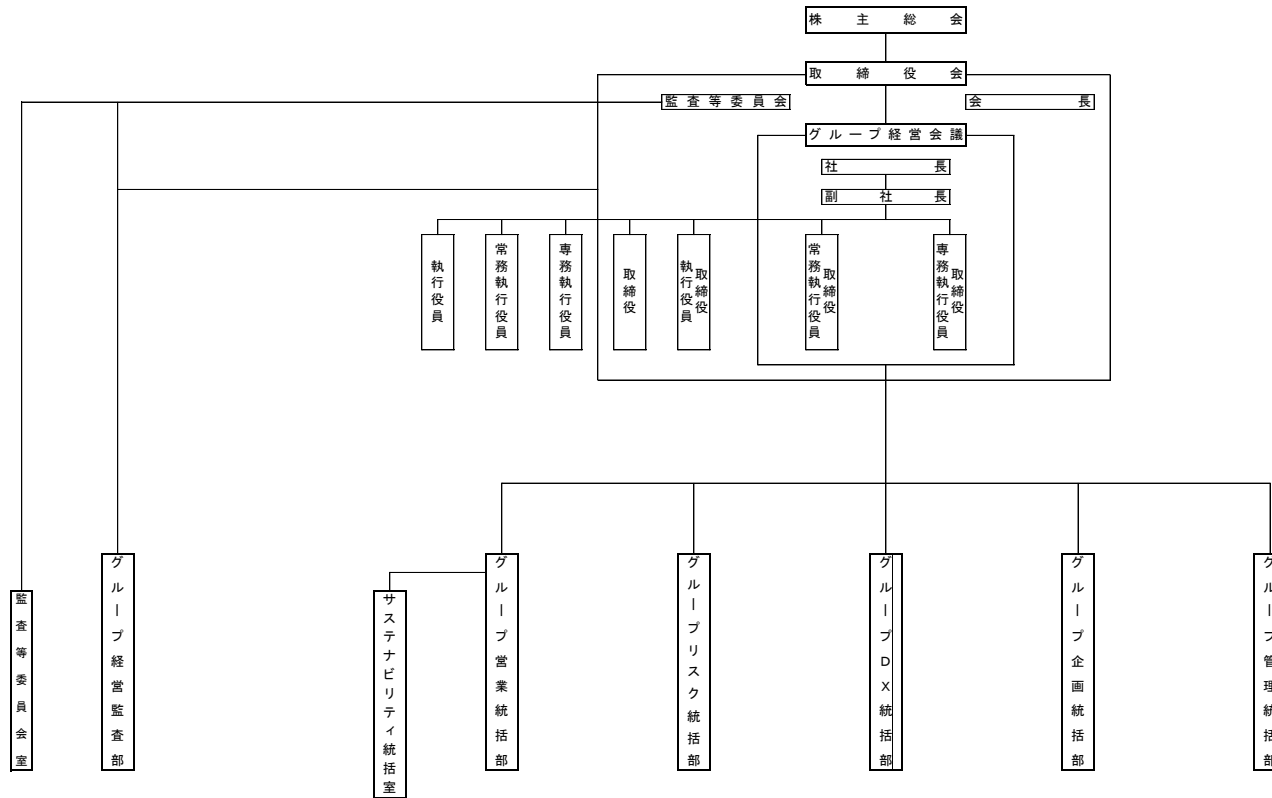 株主総会
取締役会
監査等委員会
会長
グループ経営会議
社長
副社長
執行役員
常務執行役員
専務執行役員
取締役
取締役
執行役員
取締役
常務執行役員
取締役
専務執行役員
監査等委員会室
グループ経営監査部
サステナビリティ統括室
グループ営業統括部
グループリスク統括部
グループDX統括部
グループ企画統括部
グループ管理統括部